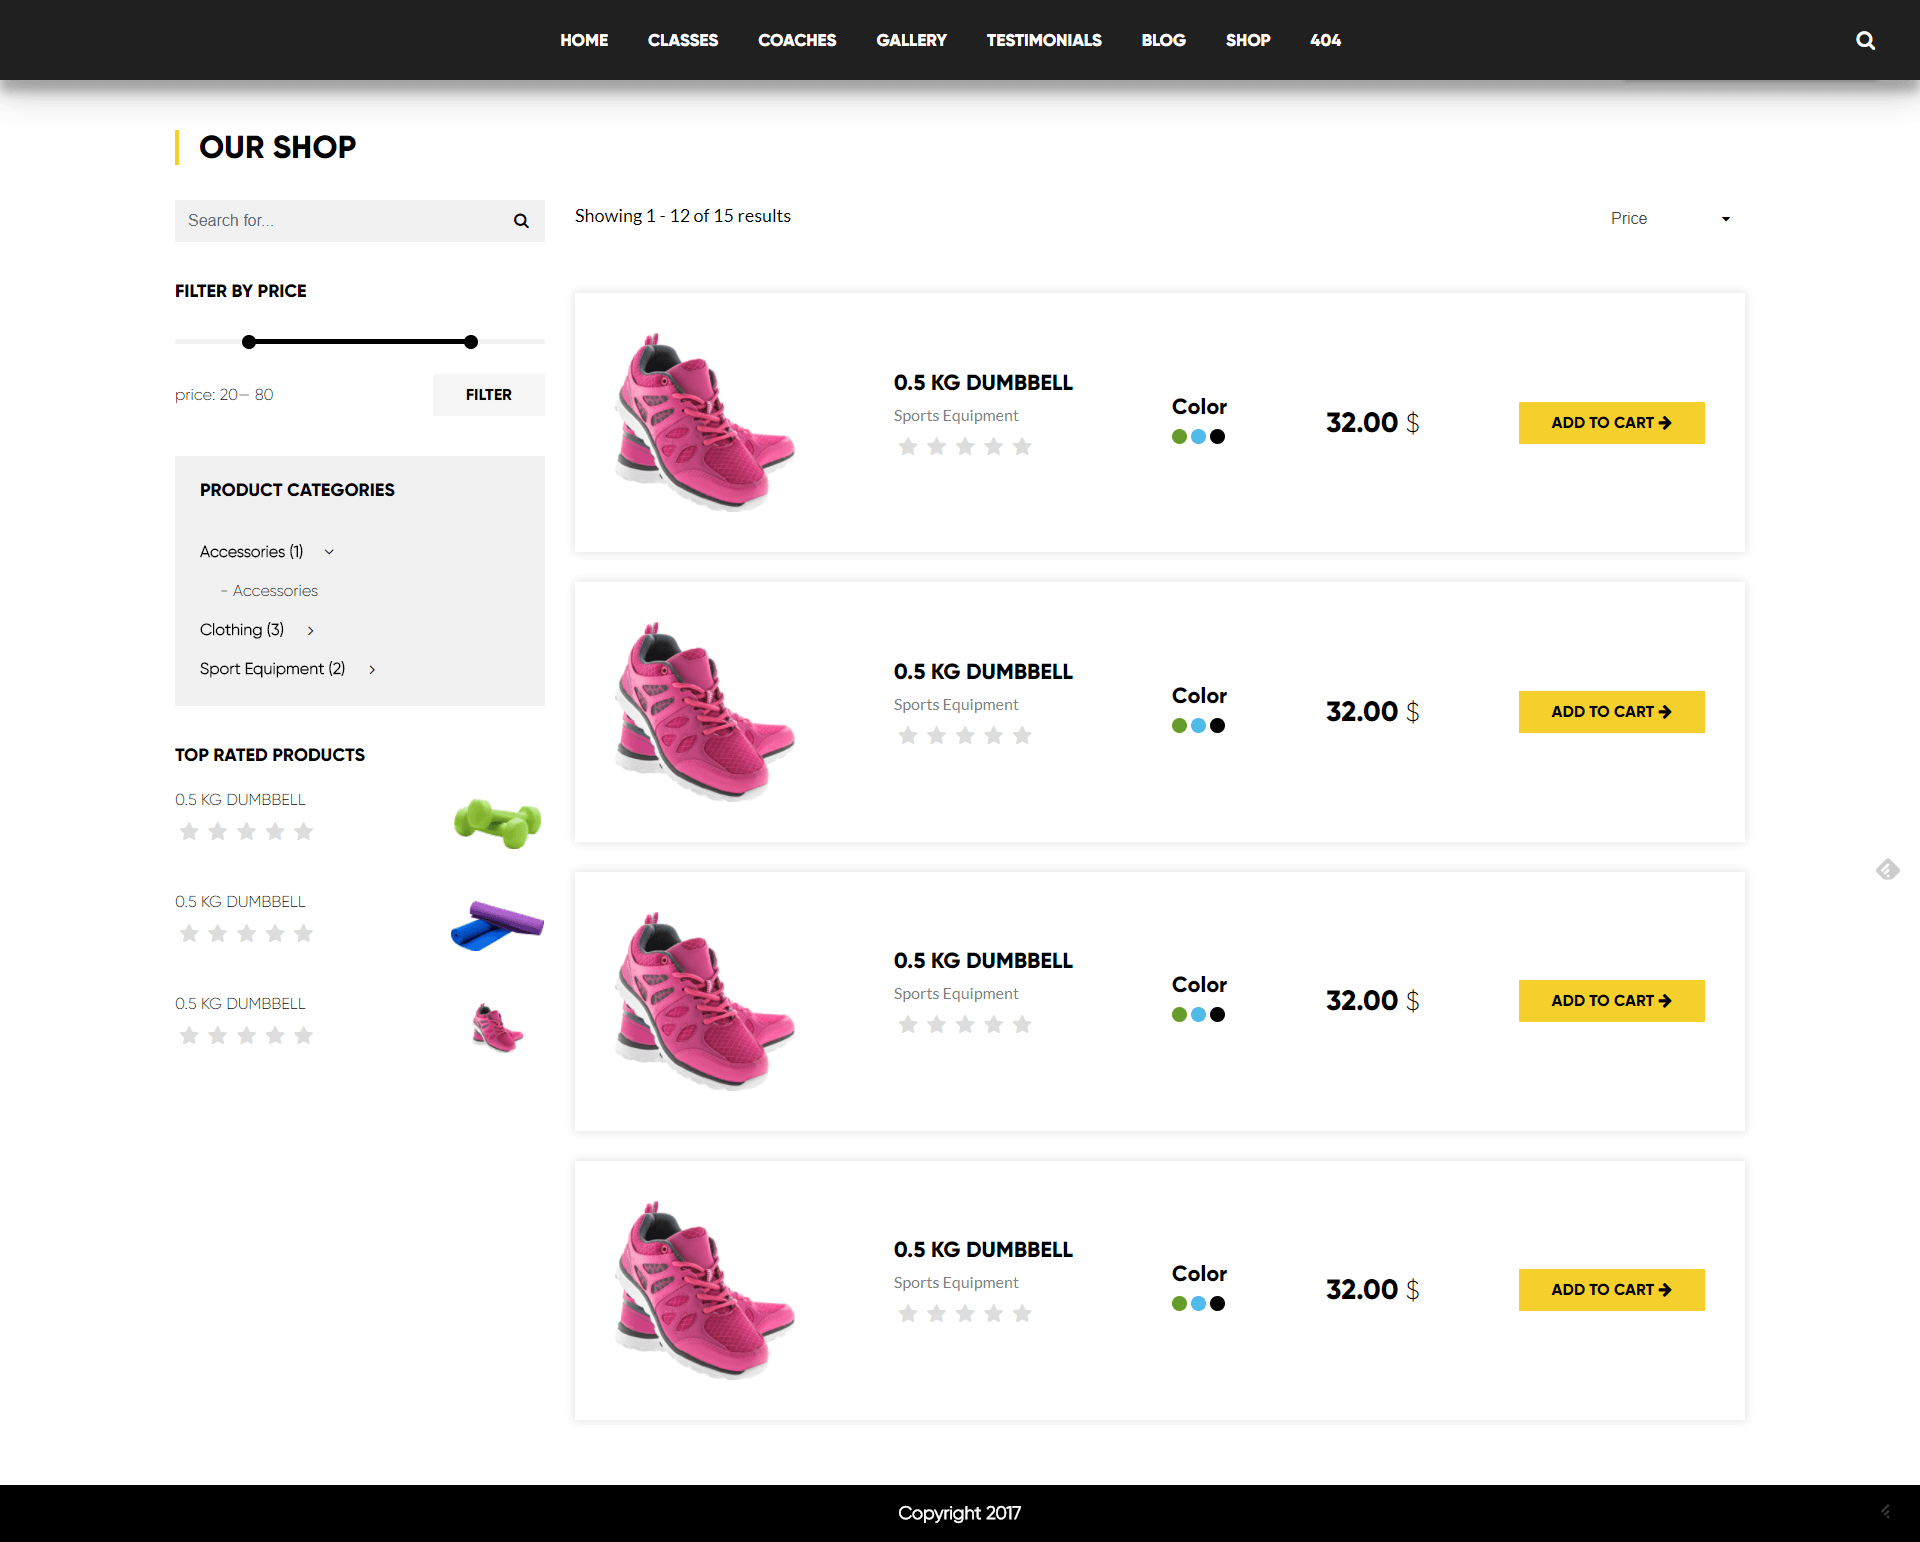 HOME CLASSES COACHES GALLERY TESTIMONIALS BLOG SHOP 404
OUR SHOP
Search for...
Showing 1 - 12 of 15 results
Price
FILTER BY PRICE
price: 20— 80
FILTER
PRODUCT CATEGORIES
Accessories (1)
- Accessories
Clothing (3)
Sport Equipment (2)
TOP RATED PRODUCTS
0.5 KG DUMBBELL
0.5 KG DUMBBELL
0.5 KG DUMBBELL
0.5 KG DUMBBELL
Sports Equipment
Color
32.00 $
ADD TO CART
0.5 KG DUMBBELL
Sports Equipment
Color
32.00 $
ADD TO CART
0.5 KG DUMBBELL
Sports Equipment
Color
32.00 $
ADD TO CART
0.5 KG DUMBBELL
Sports Equipment
Color
32.00 $
ADD TO CART
Copyright 2017